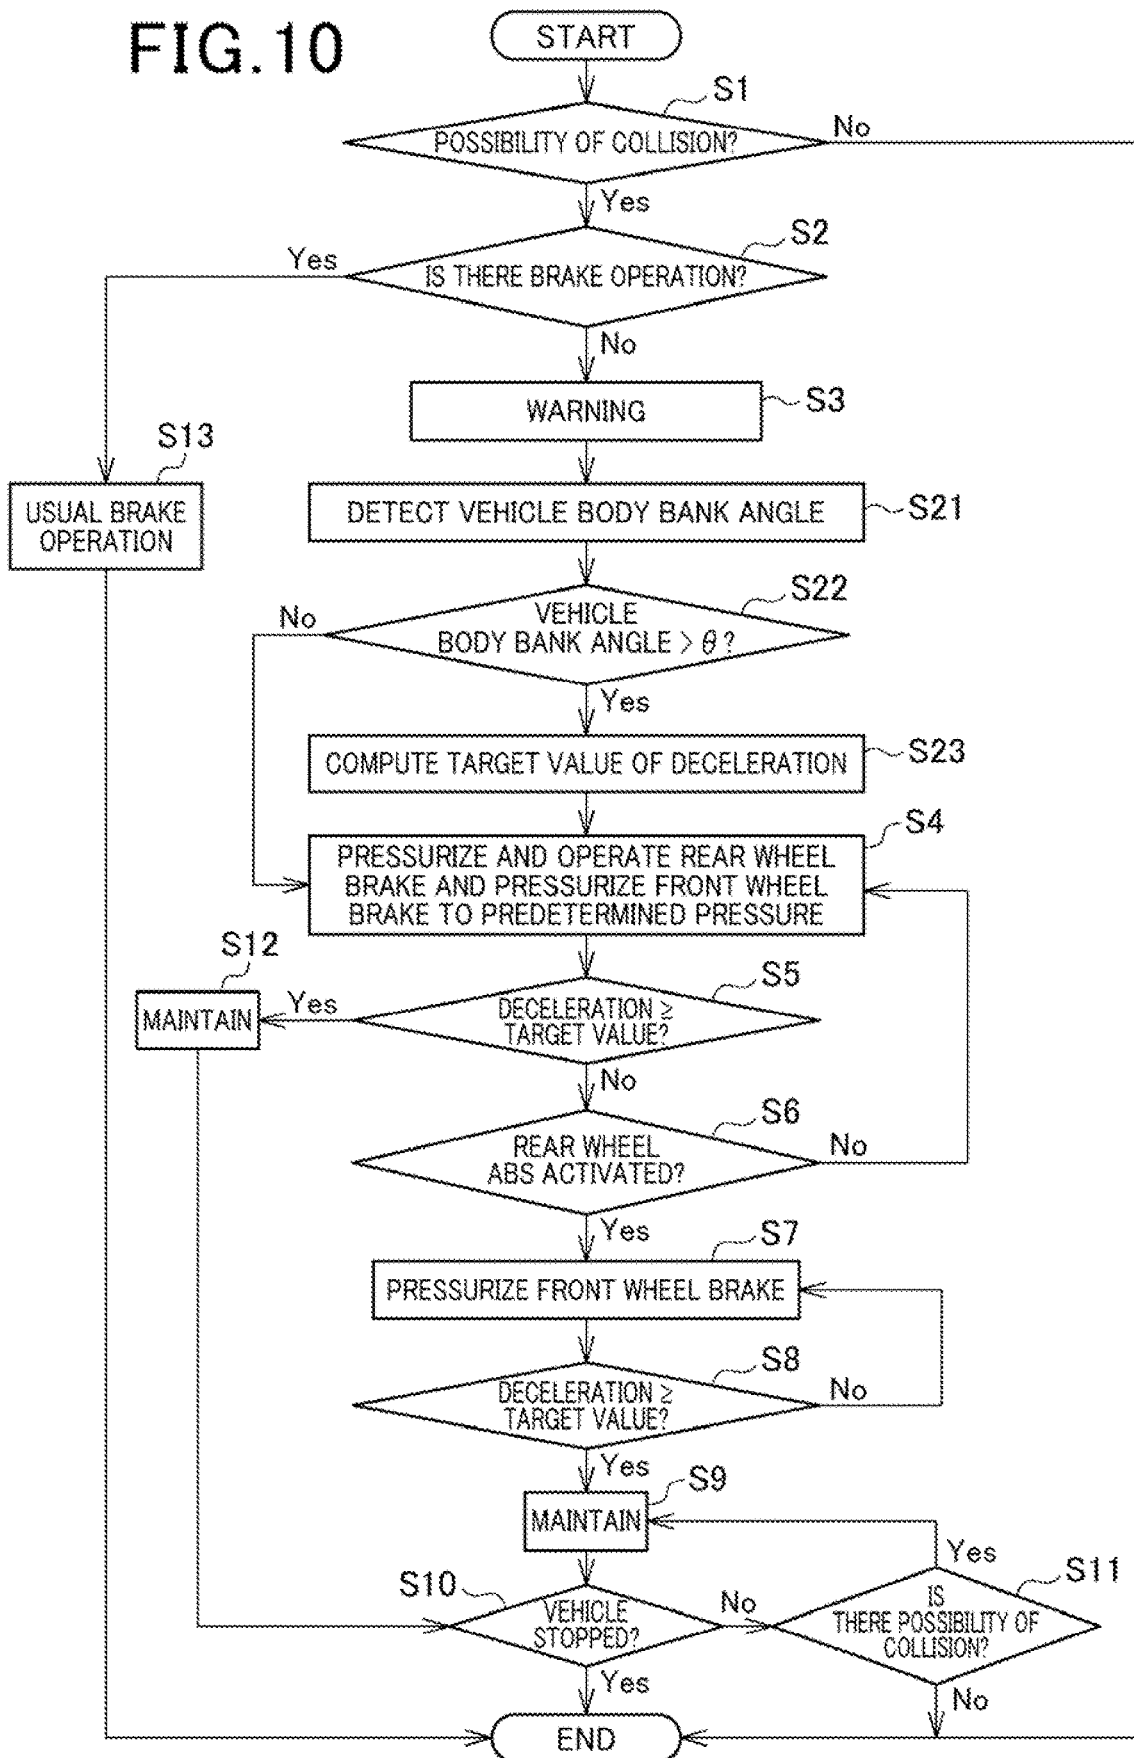 FIG.10
START
S1
POSSIBILITY OF COLLISION?
No
Yes
S2
Yes
IS THERE BRAKE OPERATION?
No
WARNING
S3
S13
USUAL BRAKE
OPERATION
DETECT VEHICLE BODY BANK ANGLE
S21
S22
No
VEHICLE
BODY BANK ANGLE > θ ?
Yes
COMPUTE TARGET VALUE OF DECELERATION
S23
S4
PRESSURIZE AND OPERATE REAR WHEEL
BRAKE AND PRESSURIZE FRONT WHEEL
BRAKE TO PREDETERMINED PRESSURE
S12
MAINTAIN
Yes
S5
DECELERATION ≥
TARGET VALUE?
No
S6
REAR WHEEL
ABS ACTIVATED?
No
Yes
S7
PRESSURIZE FRONT WHEEL BRAKE
S8
DECELERATION ≥
TARGET VALUE?
No
Yes
S9
MAINTAIN
Yes
S10
VEHICLE
STOPPED?
No
S11
IS
THERE POSSIBILITY OF
COLLISION?
Yes
No
END